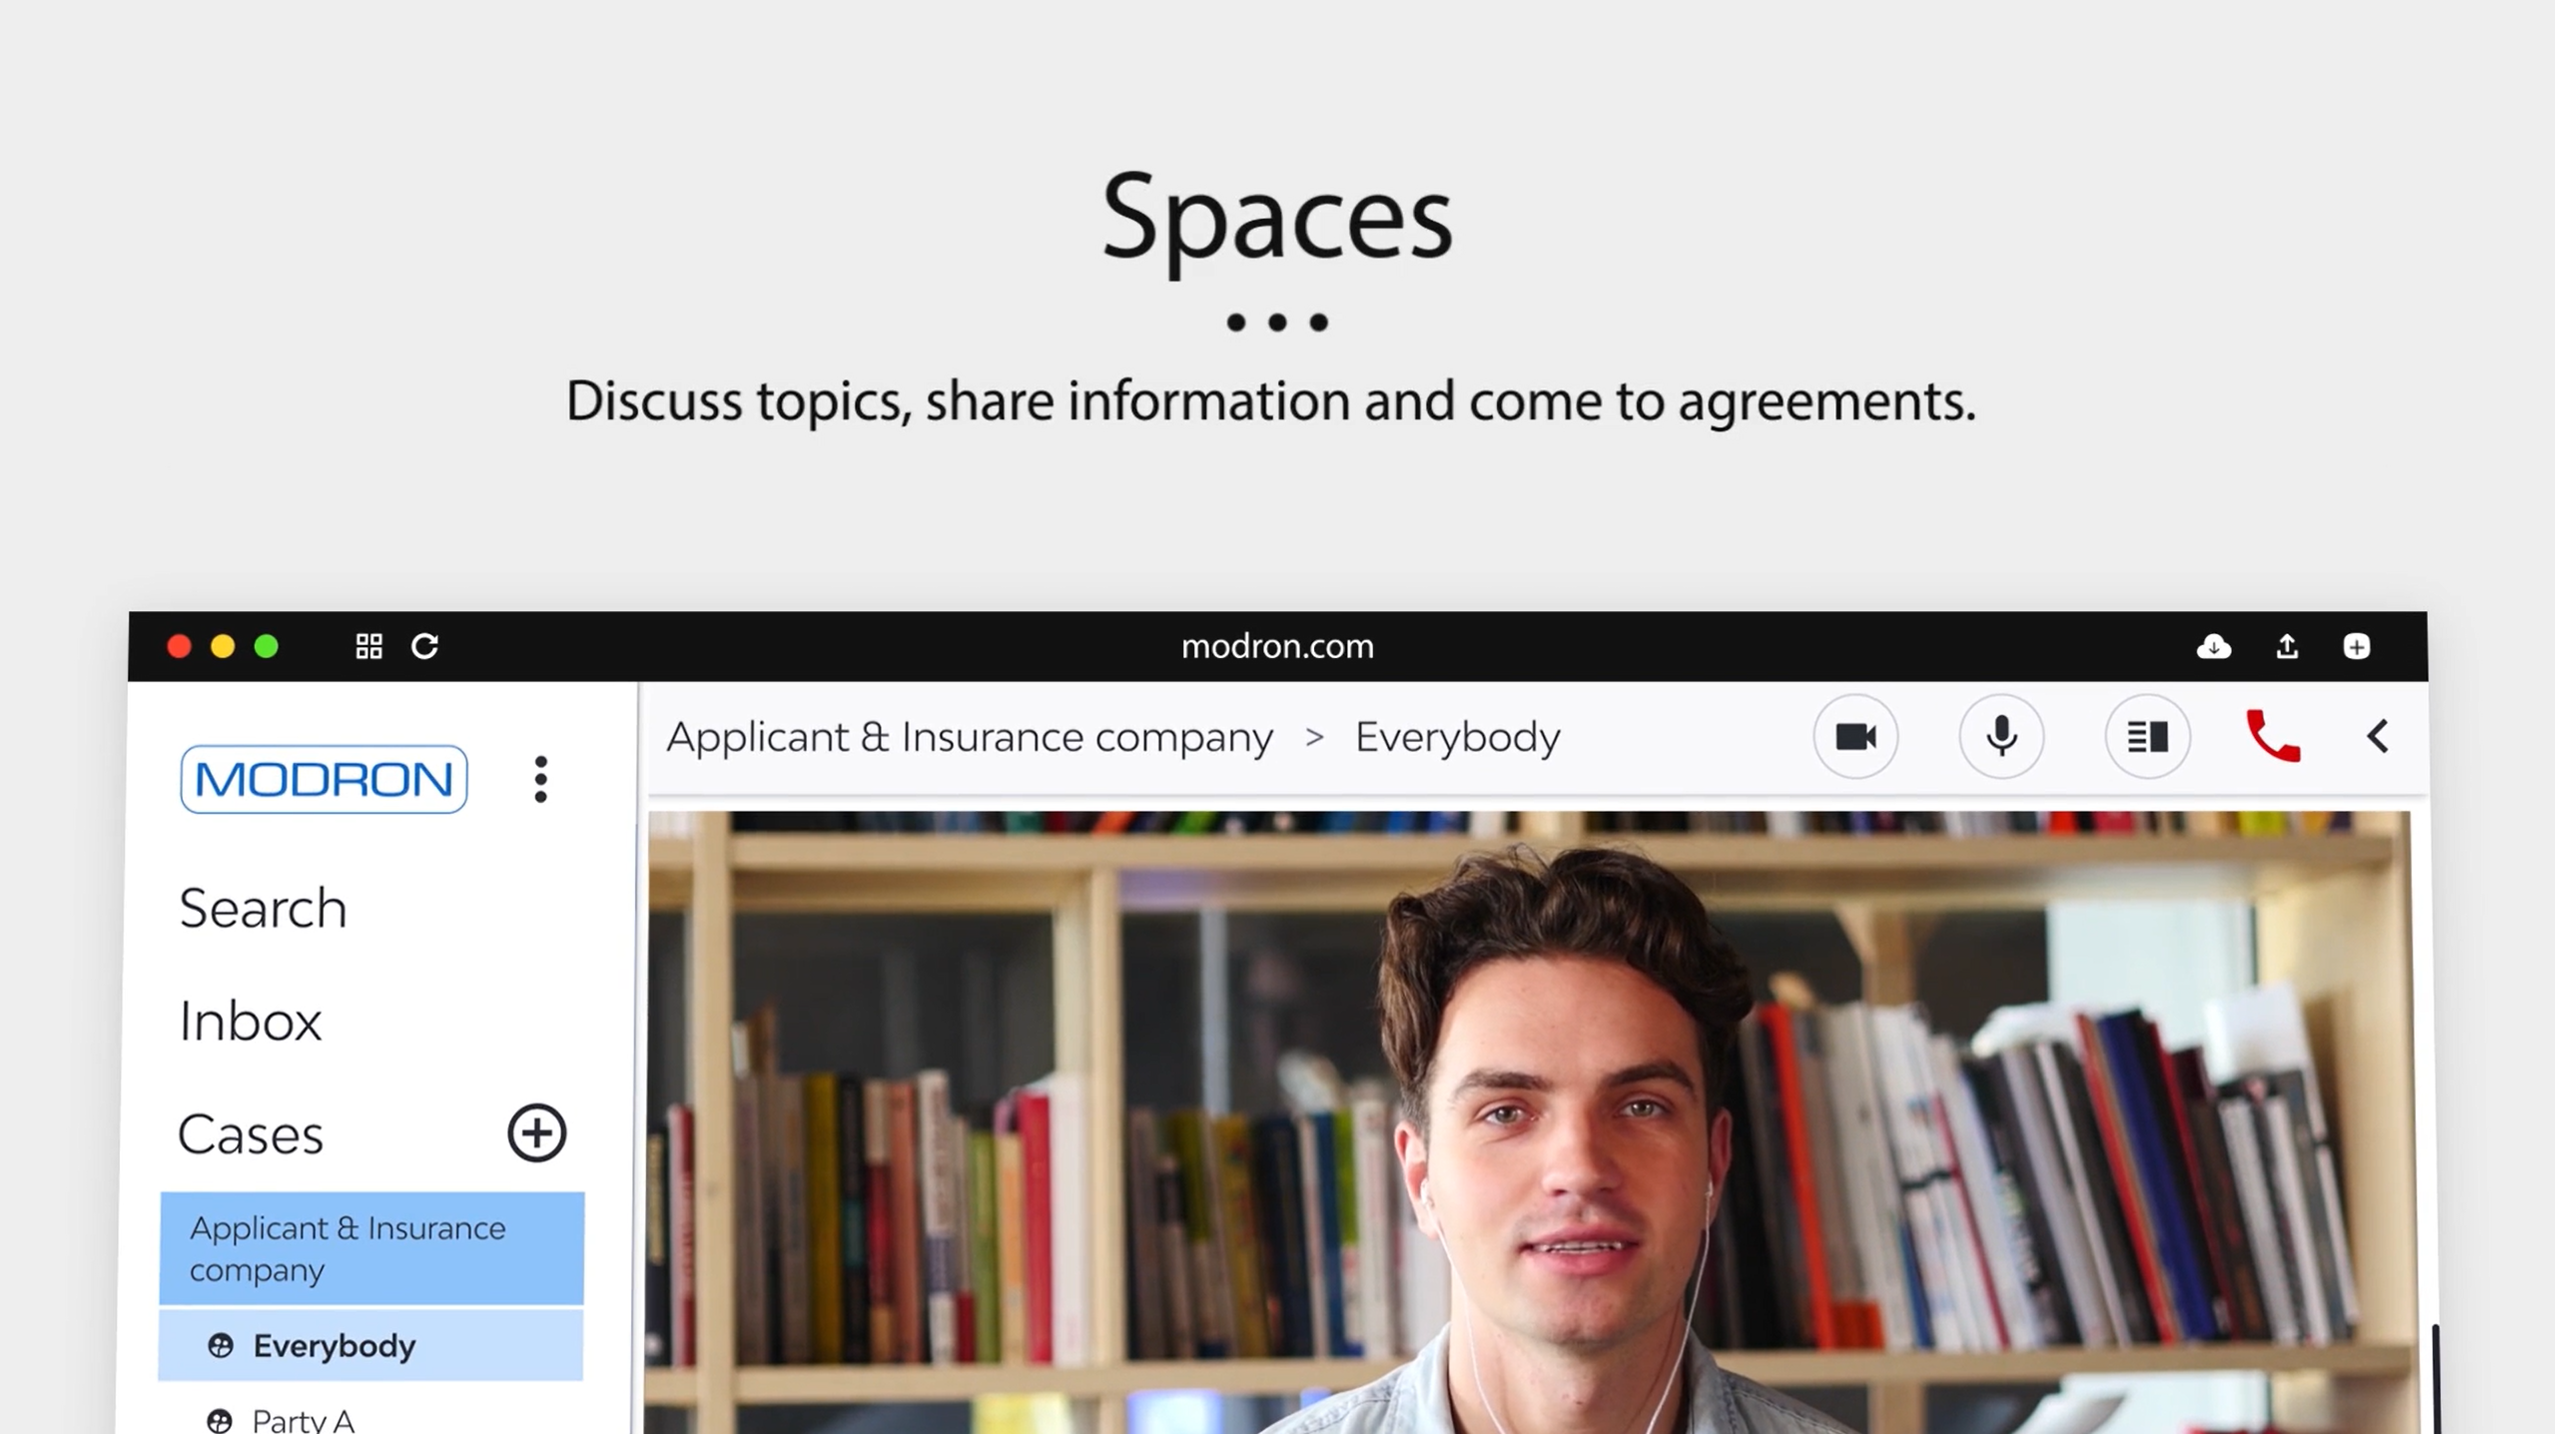 Spaces
Discuss topics, share information and come to agreements.
modron.com
MODRON
Applicant & Insurance company > Everybody
Search
Inbox
Cases
Applicant & Insurance
company
Everybody
Party A